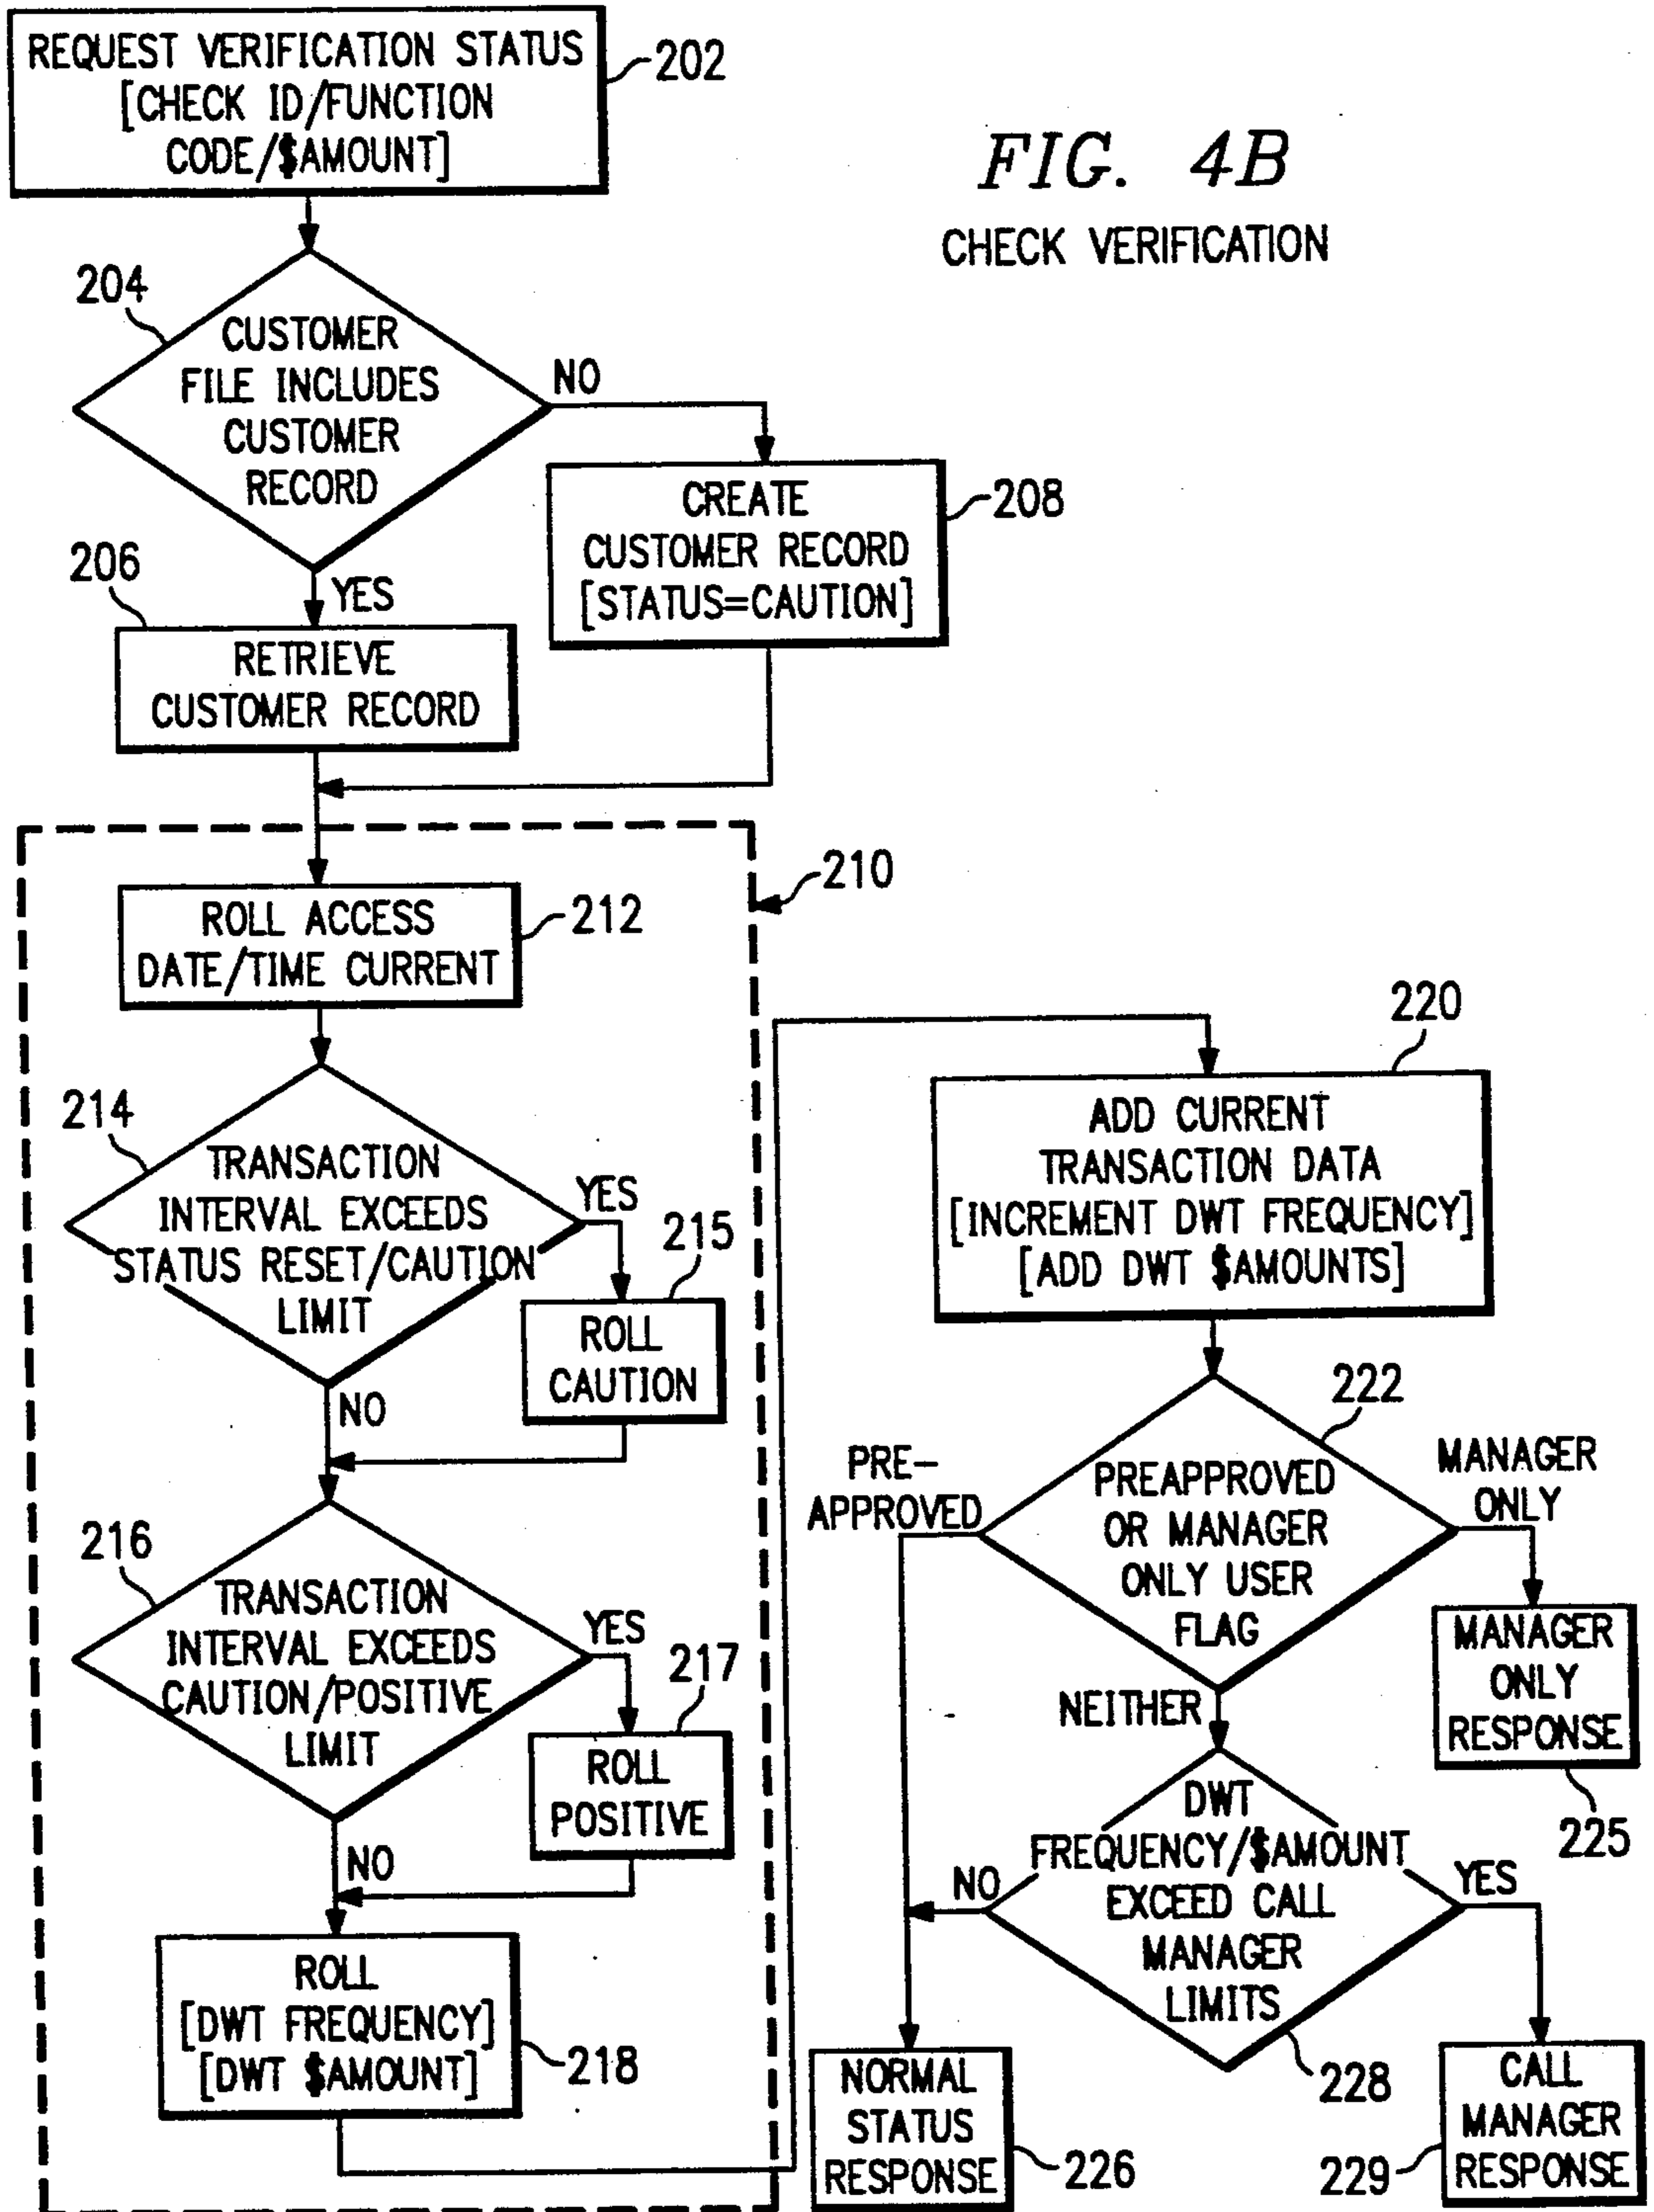 REQUEST VERIFICATION STATUS
[CHECK ID/FUNCTION
CODE/$AMOUNT]
202
FIG. 4B
CHECK VERIFICATION
204
CUSTOMER
FILE INCLUDES
CUSTOMER
RECORD
NO
YES
208
CREATE
CUSTOMER RECORD
[STATUS=CAUTION]
206
RETRIEVE
CUSTOMER RECORD
210
ROLL ACCESS
DATE/TIME CURRENT
212
214
TRANSACTION
INTERVAL EXCEEDS
STATUS RESET/CAUTION
LIMIT
YES
215
ROLL
CAUTION
NO
216
TRANSACTION
INTERVAL EXCEEDS
CAUTION/POSITIVE
LIMIT
YES
217
ROLL
POSITIVE
NO
ROLL
[DWT FREQUENCY]
[DWT $AMOUNT]
218
220
ADD CURRENT
TRANSACTION DATA
[INCREMENT DWT FREQUENCY]
[ADD DWT $AMOUNTS]
222
PRE-
APPROVED
PREAPPROVED
OR MANAGER
ONLY USER
FLAG
MANAGER
ONLY
MANAGER
ONLY
RESPONSE
225
NEITHER
DWT
FREQUENCY/$AMOUNT
EXCEED CALL
MANAGER
LIMITS
NO
YES
228
NORMAL
STATUS
RESPONSE
226
CALL
MANAGER
RESPONSE
229